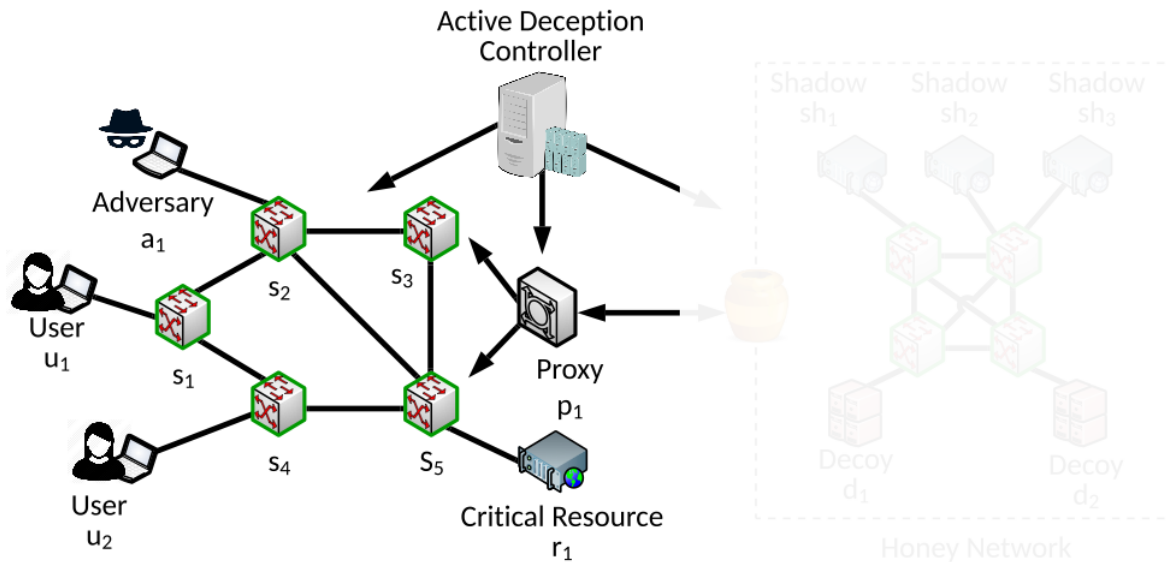 Active Deception
Controller
Shadow
sh1
Shadow
sh2
Shadow
sh3
Adversary
a1
s2
s3
User
u1
s1
Proxy
p1
s4
S5
User
u2
Critical Resource
r1
Decoy
d1
Decoy
d2
Honey Network